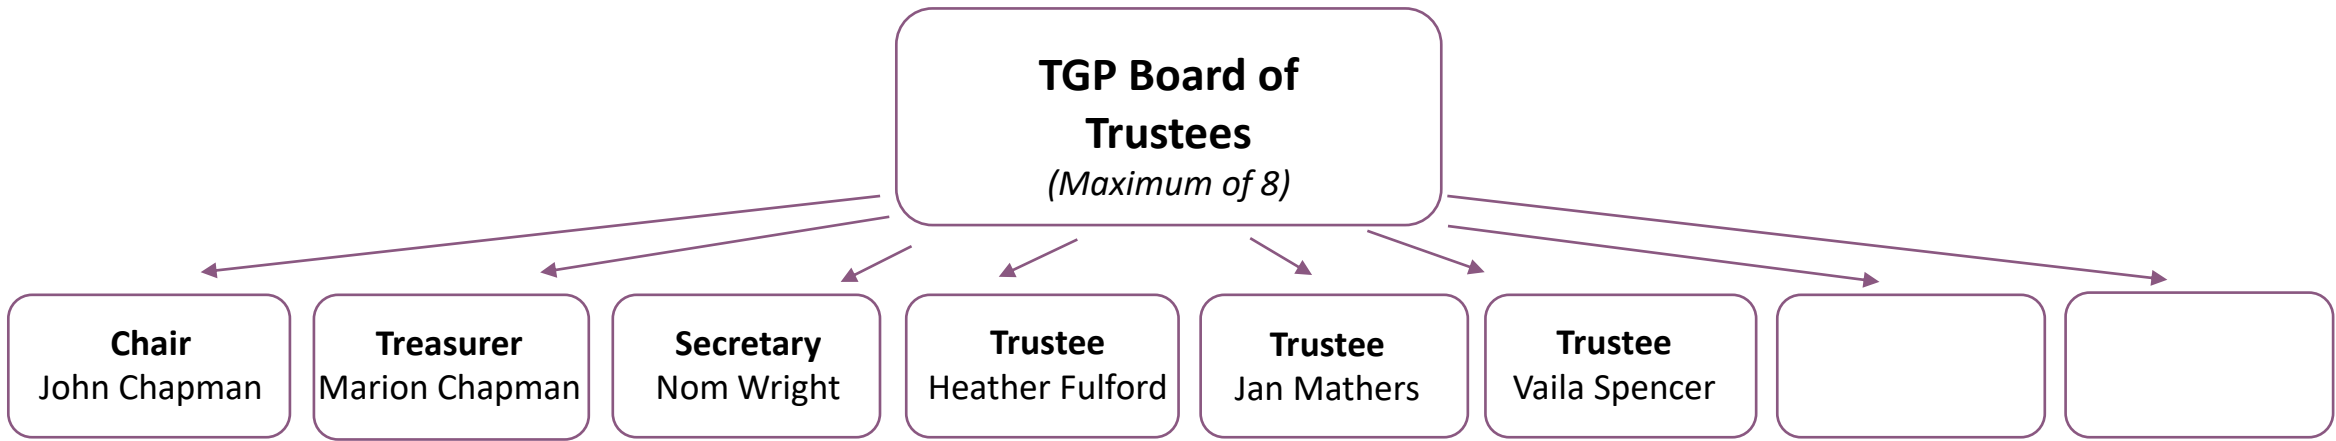 TGP Board of
Trustees
(Maximum of 8)
Chair
John Chapman
Treasurer
Marion Chapman
Secretary
Nom Wright
Trustee
Heather Fulford
Trustee
Jan Mathers
Trustee
Vaila Spencer